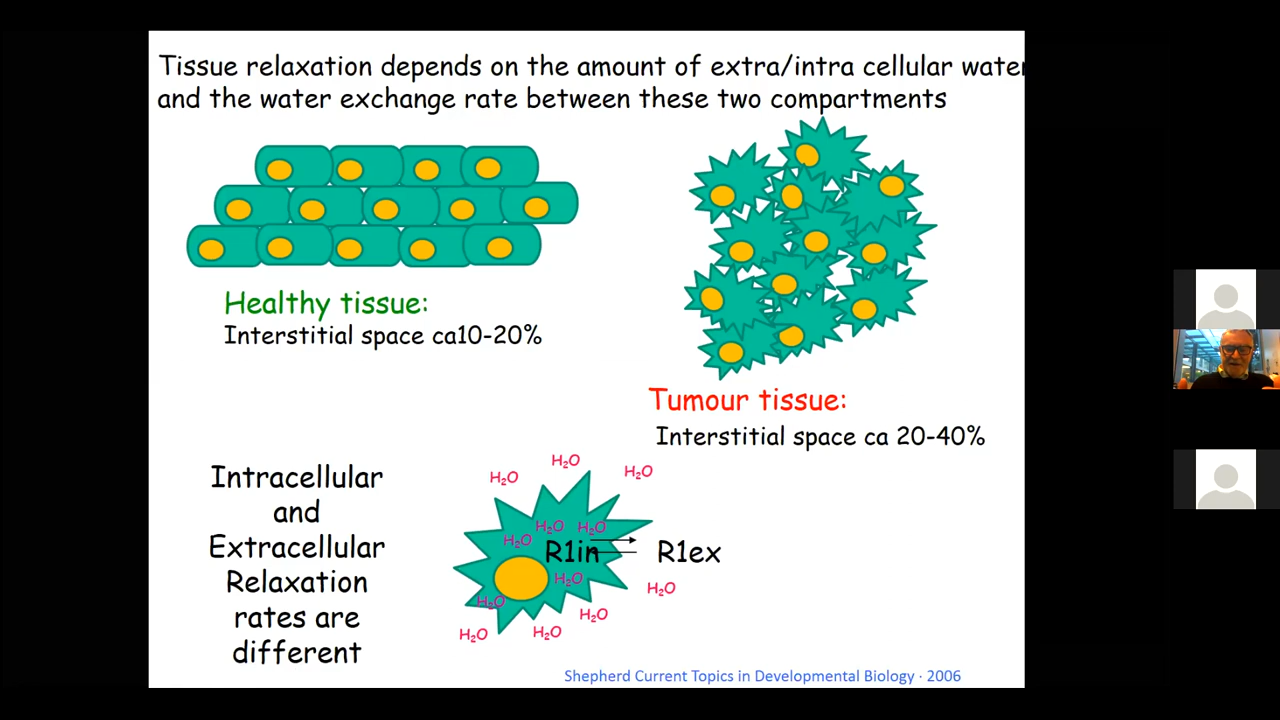 Tissue relaxation depends on the amount of extra/intra cellular water
and the water exchange rate between these two compartments
Healthy tissue:
Interstitial space ca10-20%
Tumour tissue:
Interstitial space ca 20-40%
Intracellular
and
Extracellular
Relaxation
rates are
different
H₂O
H₂O
H₂O
H₂O
H₂O
H₂O
R1in
R1ex
H₂O
H₂O
H₂O
H₂O
H₂O
H₂O
Shepherd Current Topics in Developmental Biology · 2006